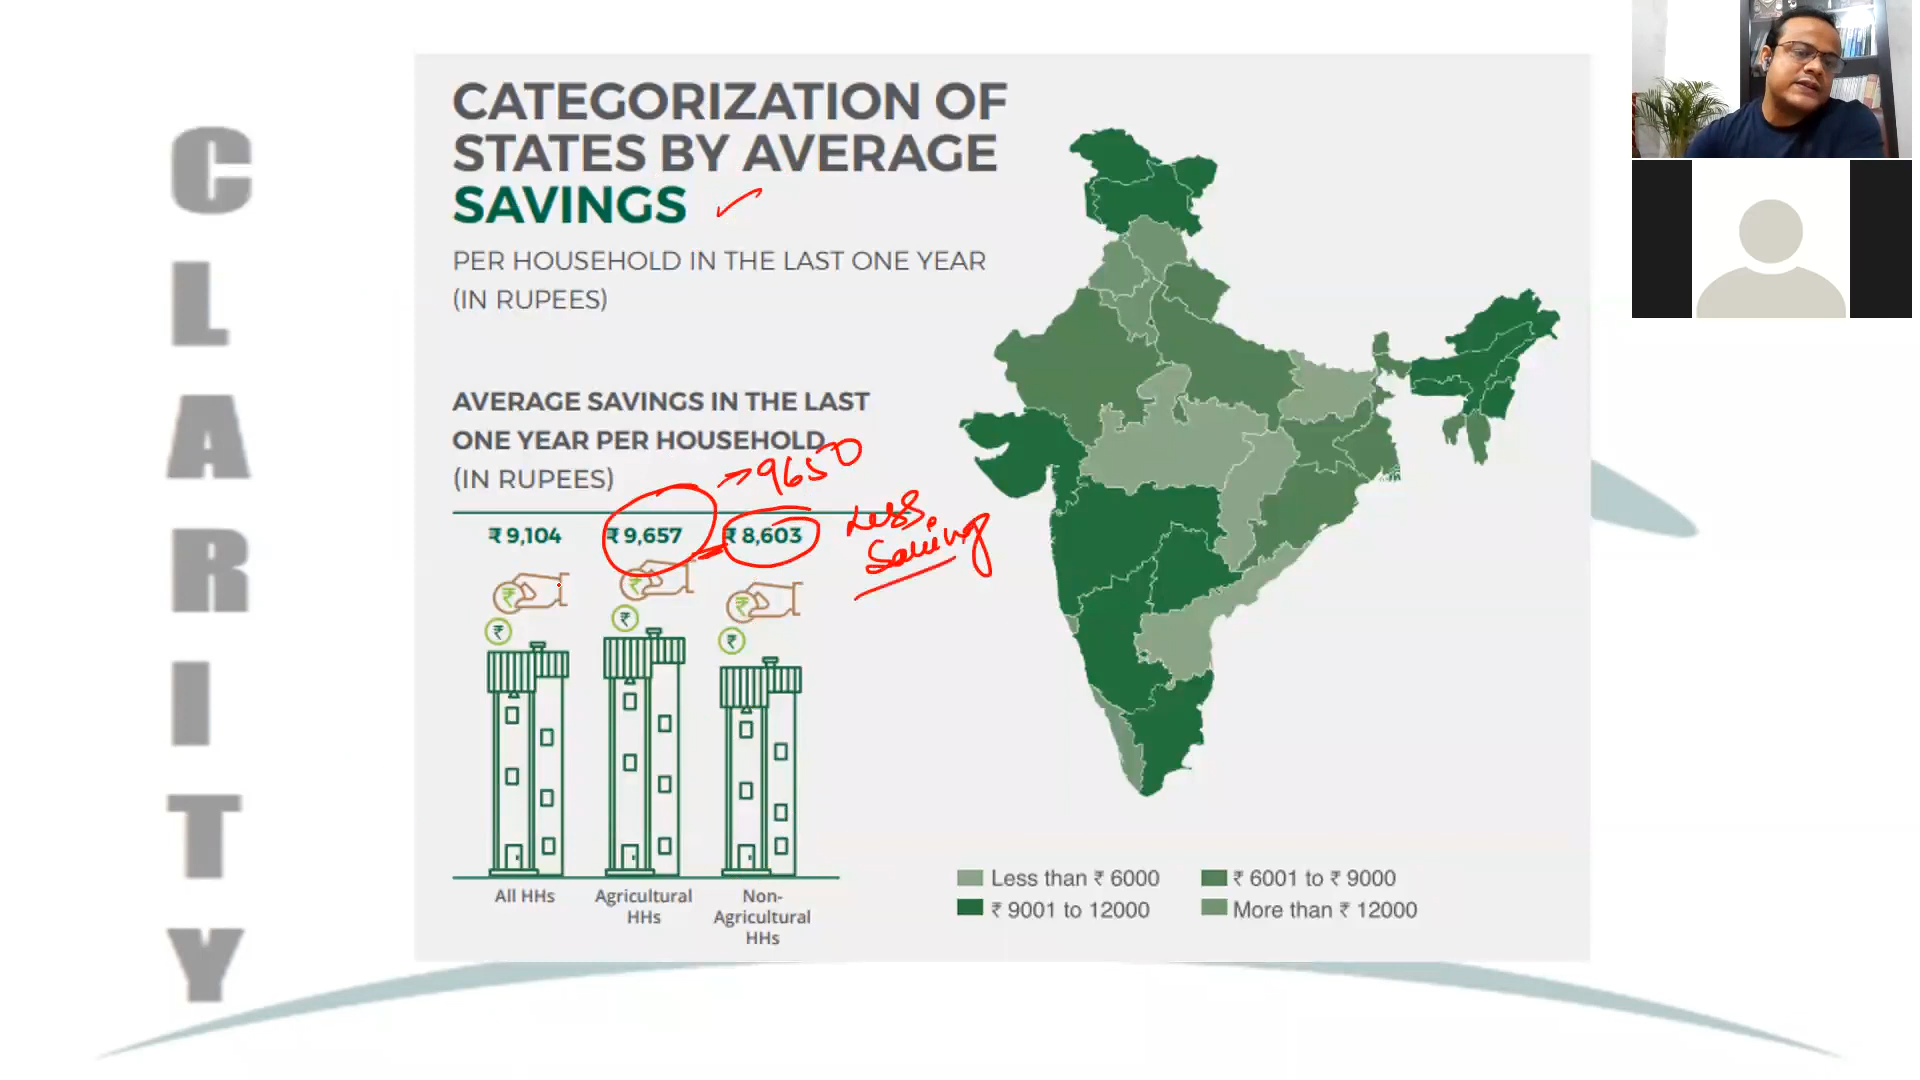 CLARITY
CATEGORIZATION OF
STATES BY AVERAGE
SAVINGS
PER HOUSEHOLD IN THE LAST ONE YEAR
(IN RUPEES)
AVERAGE SAVINGS IN THE LAST
ONE YEAR PER HOUSEHOLD
(IN RUPEES)
→9650
₹ 9,104 ₹ 9,657 ₹ 8,603
Less
Saving
₹ ₹ ₹
₹ ₹ ₹
All HHs
Agricultural
HHs
Non-
Agricultural
HHs
Less than ₹ 6000
₹ 6001 to ₹ 9000
₹ 9001 to 12000
More than ₹ 12000